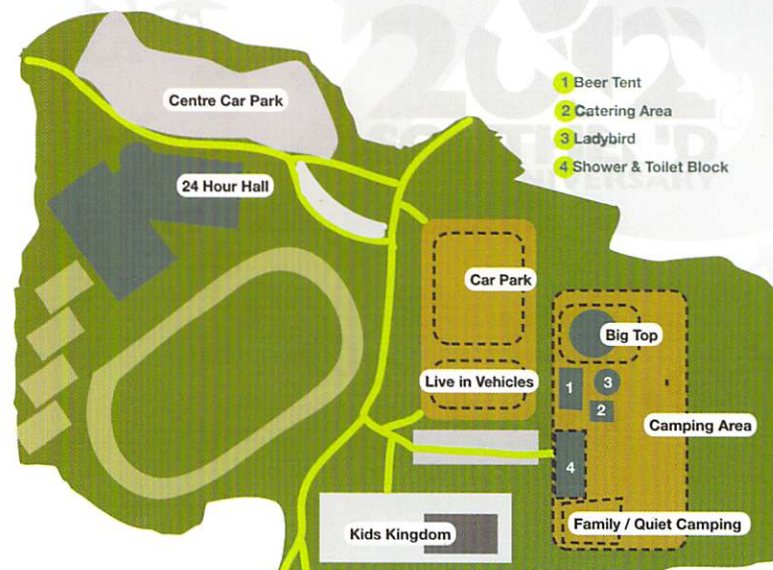 2012
1 Beer Tent
2 Catering Area
3 Ladybird
4 Shower & Toilet Block
Centre Car Park
24 Hour Hall
Car Park
Big Top
Live in Vehicles
1
3
2
Camping Area
4
Family / Quiet Camping
Kids Kingdom